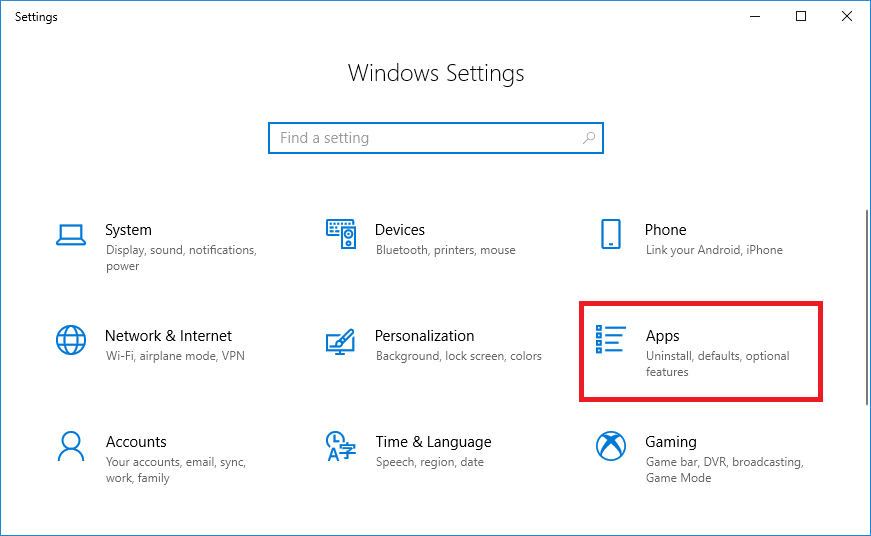 Settings
Windows Settings
Find a setting
System
Display, sound, notifications,
power
Devices
Bluetooth, printers, mouse
Phone
Link your Android, iPhone
Network & Internet
Wi-Fi, airplane mode, VPN
Personalization
Background, lock screen, colors
Apps
Uninstall, defaults, optional
features
Accounts
Your accounts, email, sync,
work, family
Time & Language
Speech, region, date
Gaming
Game bar, DVR, broadcasting,
Game Mode